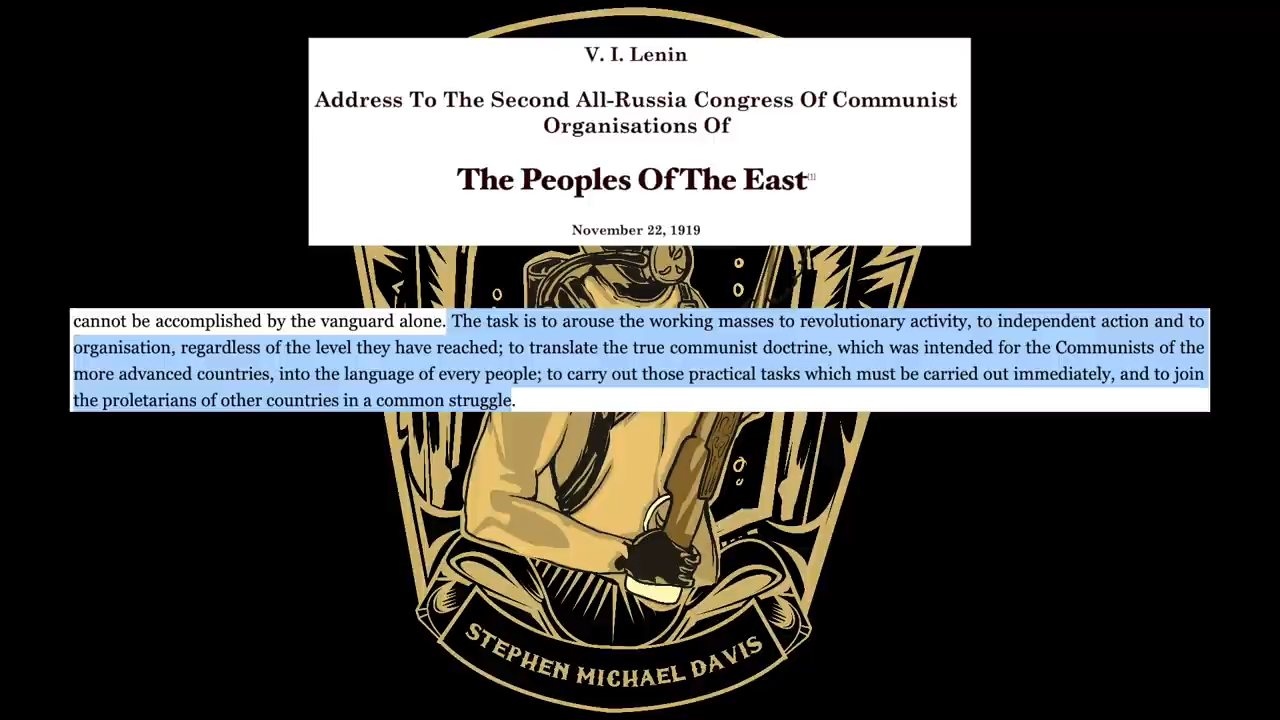 V. I. Lenin
Address To The Second All-Russia Congress Of Communist
Organisations Of
The Peoples Of The East[1]
November 22, 1919
cannot be accomplished by the vanguard alone. The task is to arouse the working masses to revolutionary activity, to independent action and to
organisation, regardless of the level they have reached; to translate the true communist doctrine, which was intended for the Communists of the
more advanced countries, into the language of every people; to carry out those practical tasks which must be carried out immediately, and to join
the proletarians of other countries in a common struggle.
STEPHEN MICHAEL DAVIS